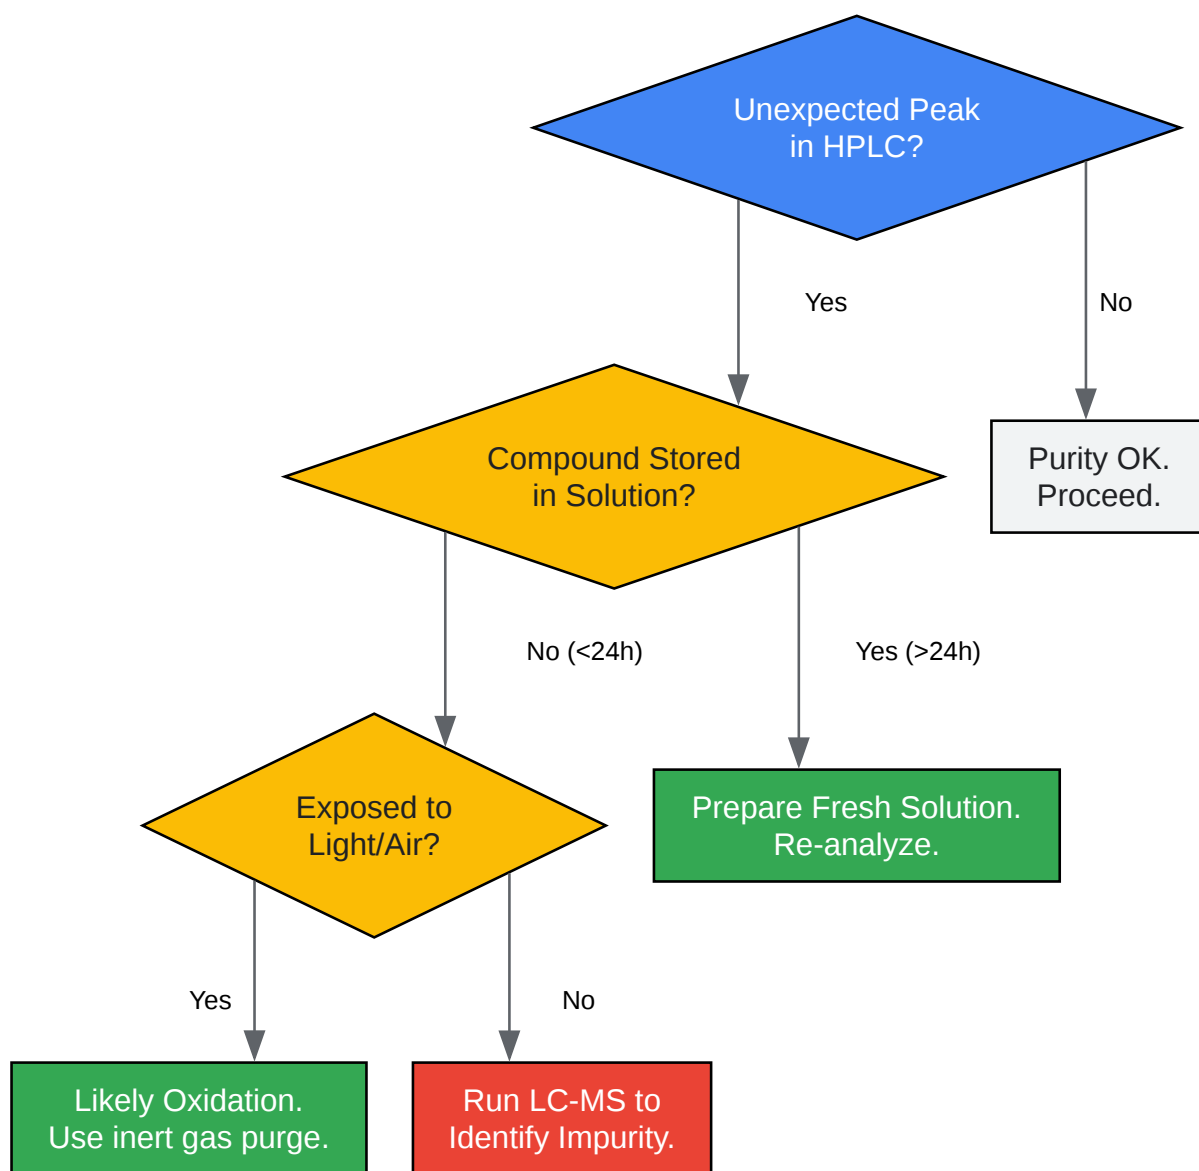 Unexpected Peak
in HPLC?
Yes
No
Compound Stored
in Solution?
Purity OK.
Proceed.
No (<24h)
Yes (>24h)
Exposed to
Light/Air?
Prepare Fresh Solution.
Re-analyze.
Yes
No
Likely Oxidation.
Use inert gas purge.
Run LC-MS to
Identify Impurity.